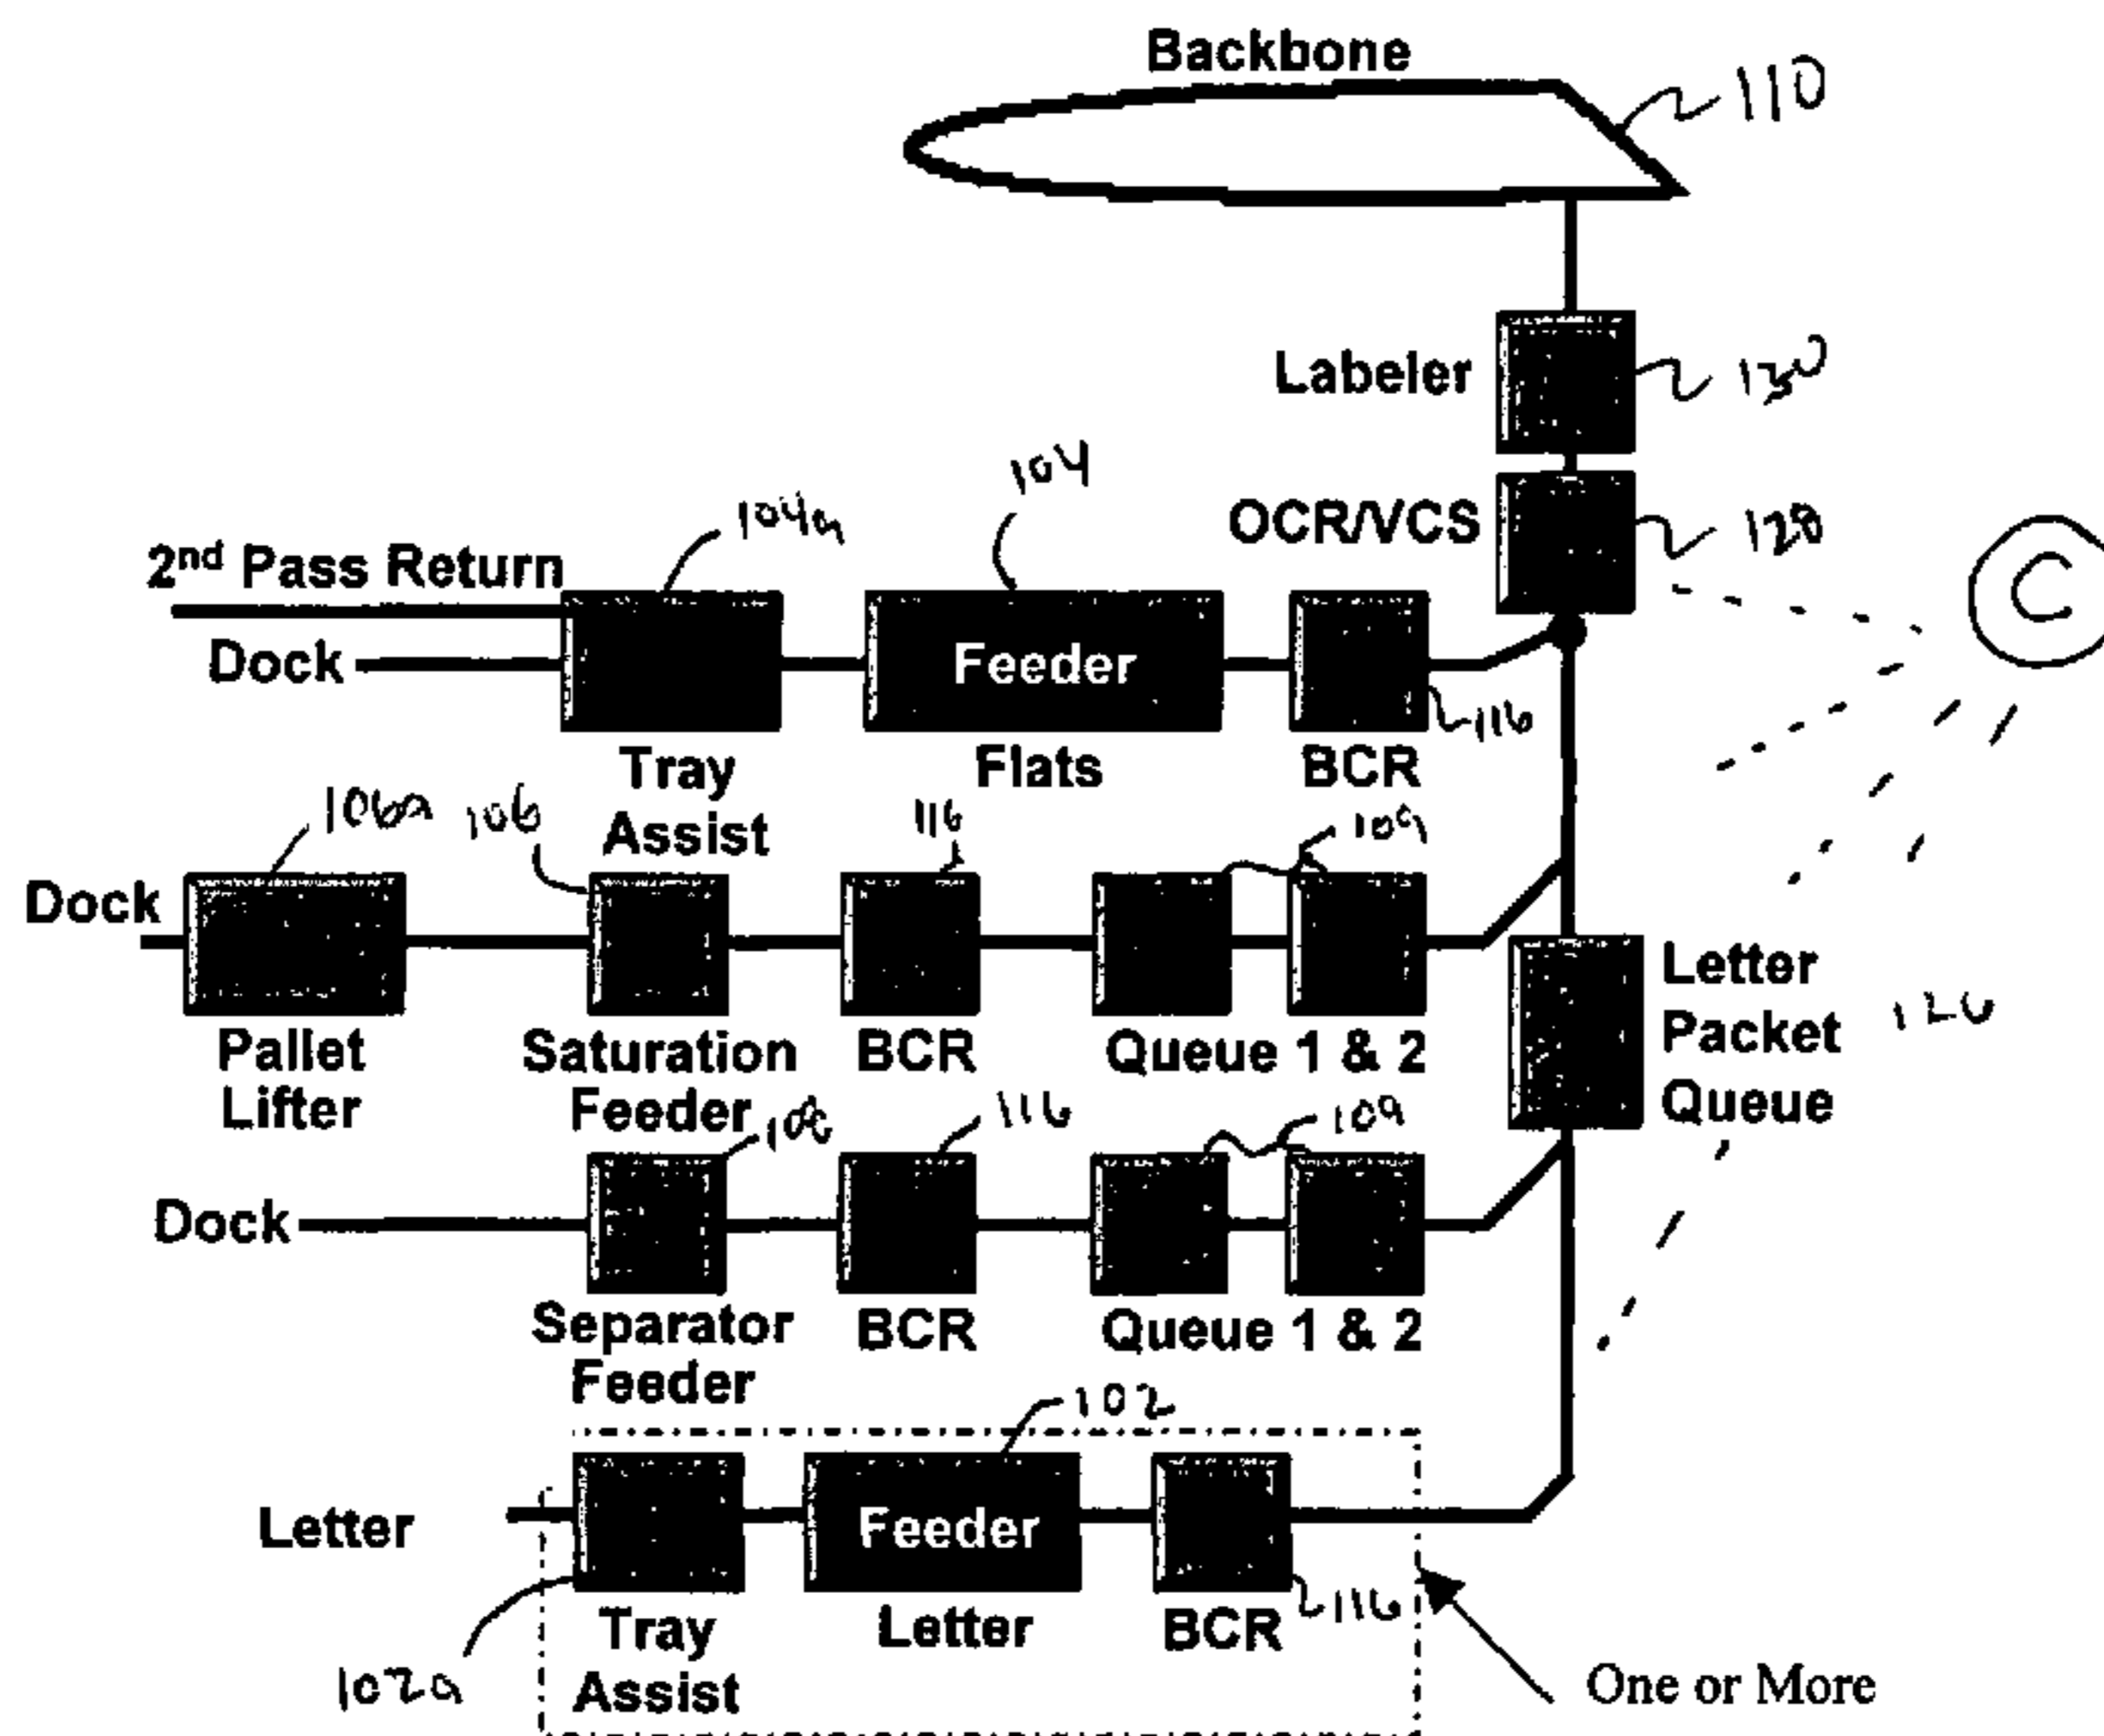 Backbone
110
Labeler
130
104
104a
OCR/VCS
120
C
2nd Pass Return
Dock
Feeder
116
Tray
Assist
Flats
BCR
106a
106
116
109
Dock
Pallet
Lifter
Saturation
Feeder
BCR
Queue 1 & 2
Letter
Packet
Queue
126
108
116
109
Dock
Separator
Feeder
BCR
Queue 1 & 2
102
Letter
Feeder
116
Tray
Assist
Letter
BCR
102a
One or More